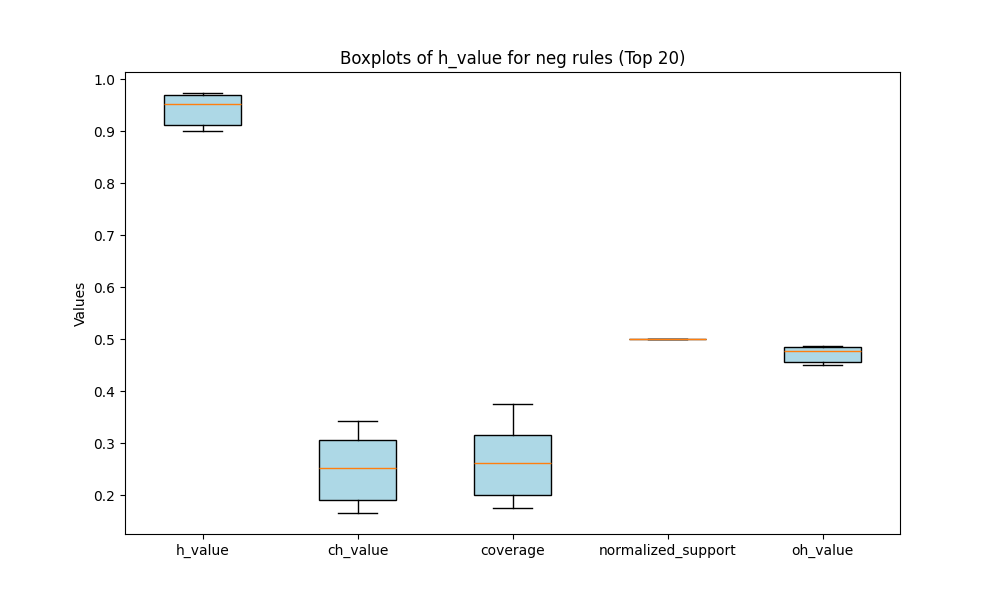 Boxplots of h_value for neg rules (Top 20)
1.0
0.9
0.8
0.7
0.6
0.5
0.4
0.3
0.2
Values
h_value
ch_value
coverage
normalized_support
oh_value